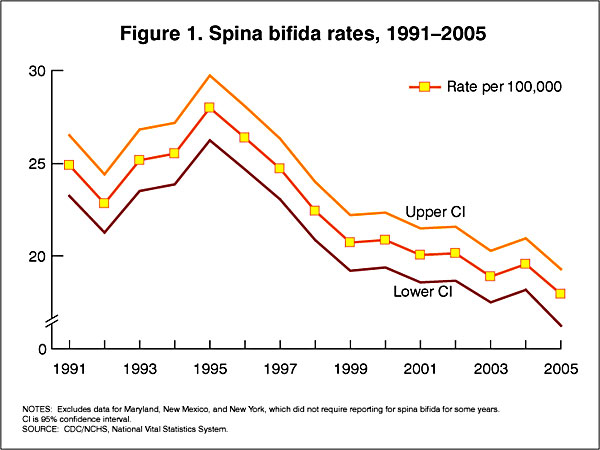 Figure 1. Spina bifida rates, 1991–2005
30
Rate per 100,000
25
Upper CI
20
Lower CI
0
1991 1993 1995 1997 1999 2001 2003 2005
NOTES: Excludes data for Maryland, New Mexico, and New York, which did not require reporting for spina bifida for some years.
CI is 95% confidence interval.
SOURCE: CDC/NCHS, National Vital Statistics System.